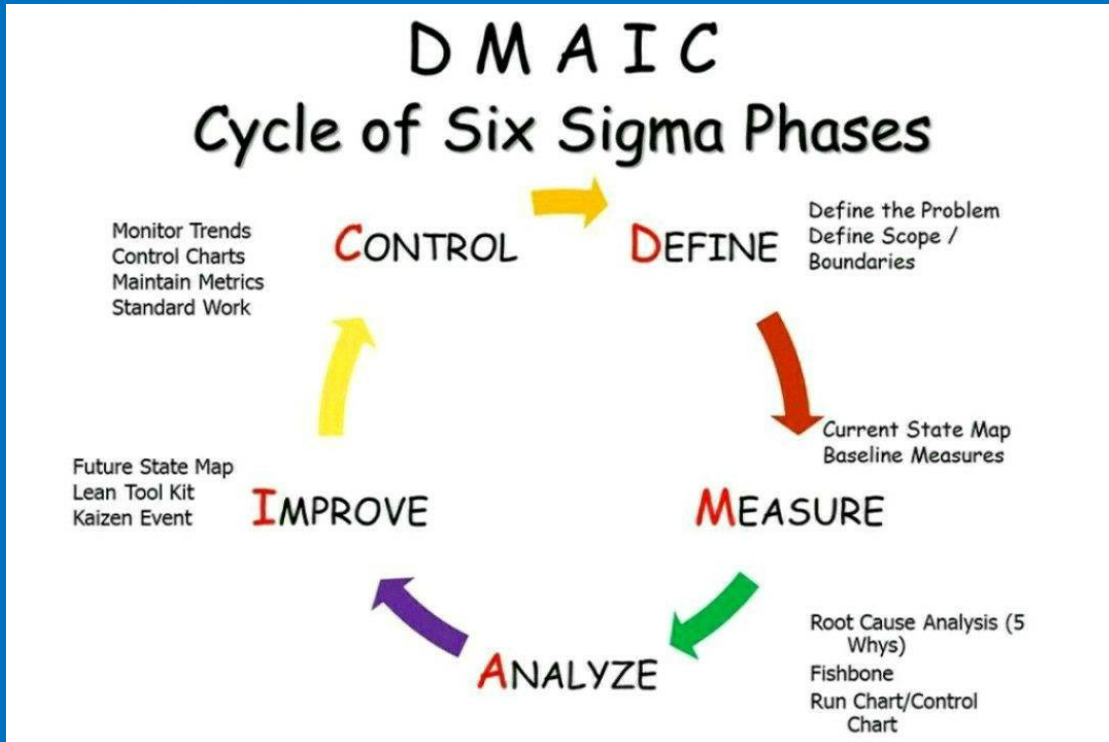 D M A I C
Cycle of Six Sigma Phases
CONTROL
Monitor Trends
Control Charts
Maintain Metrics
Standard Work
DEFINE
Define the Problem
Define Scope /
Boundaries
Current State Map
Baseline Measures
MEASURE
Future State Map
Lean Tool Kit
Kaizen Event
IMPROVE
ANALYZE
Root Cause Analysis (5
Whys)
Fishbone
Run Chart/Control
Chart